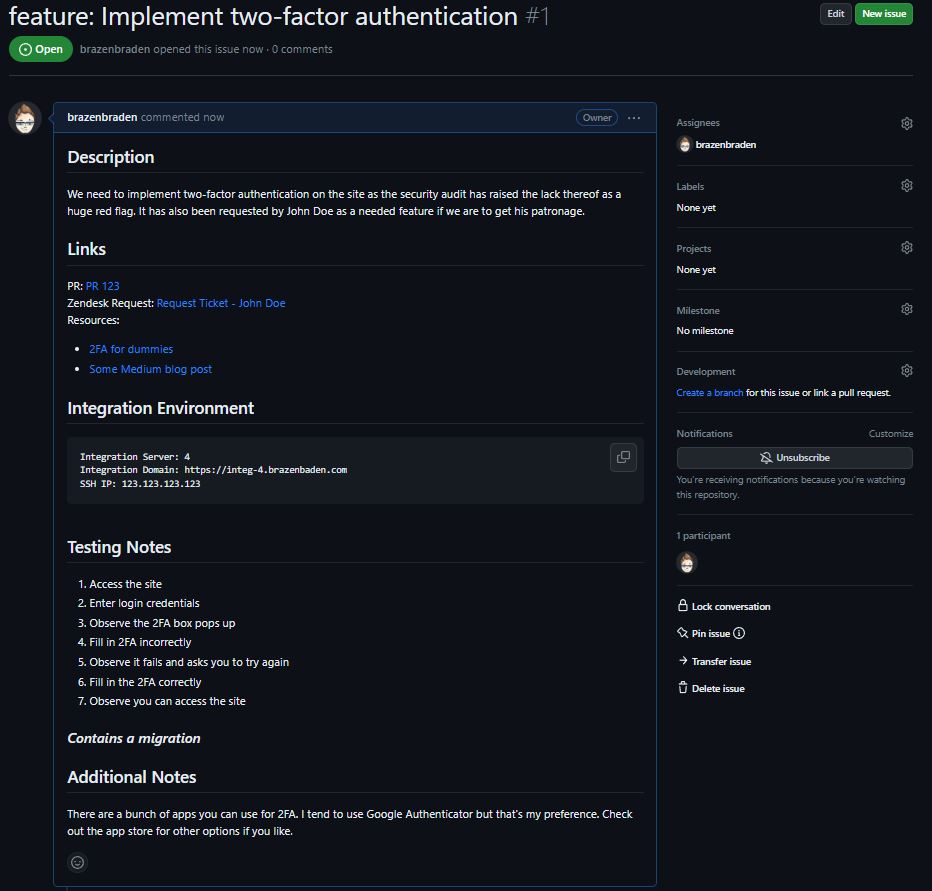 feature: Implement two-factor authentication #1
Edit
New issue
Open
brazenbraden opened this issue now · 0 comments
brazenbraden commented now
Owner
Description
We need to implement two-factor authentication on the site as the security audit has raised the lack thereof as a
huge red flag. It has also been requested by John Doe as a needed feature if we are to get his patronage.
Links
PR: PR 123
Zendesk Request: Request Ticket - John Doe
Resources:
• 2FA for dummies
• Some Medium blog post
Integration Environment
Integration Server: 4
Integration Domain: https://integ-4.brazenbaden.com
SSH IP: 123.123.123.123
Testing Notes
1. Access the site
2. Enter login credentials
3. Observe the 2FA box pops up
4. Fill in 2FA incorrectly
5. Observe it fails and asks you to try again
6. Fill in the 2FA correctly
7. Observe you can access the site
Contains a migration
Additional Notes
There are a bunch of apps you can use for 2FA. I tend to use Google Authenticator but that's my preference. Check
out the app store for other options if you like.
Assignees
brazenbraden
Labels
None yet
Projects
None yet
Milestone
No milestone
Development
Create a branch for this issue or link a pull request.
Notifications
Customize
Unsubscribe
You're receiving notifications because you're watching
this repository.
1 participant
Lock conversation
Pin issue
Transfer issue
Delete issue